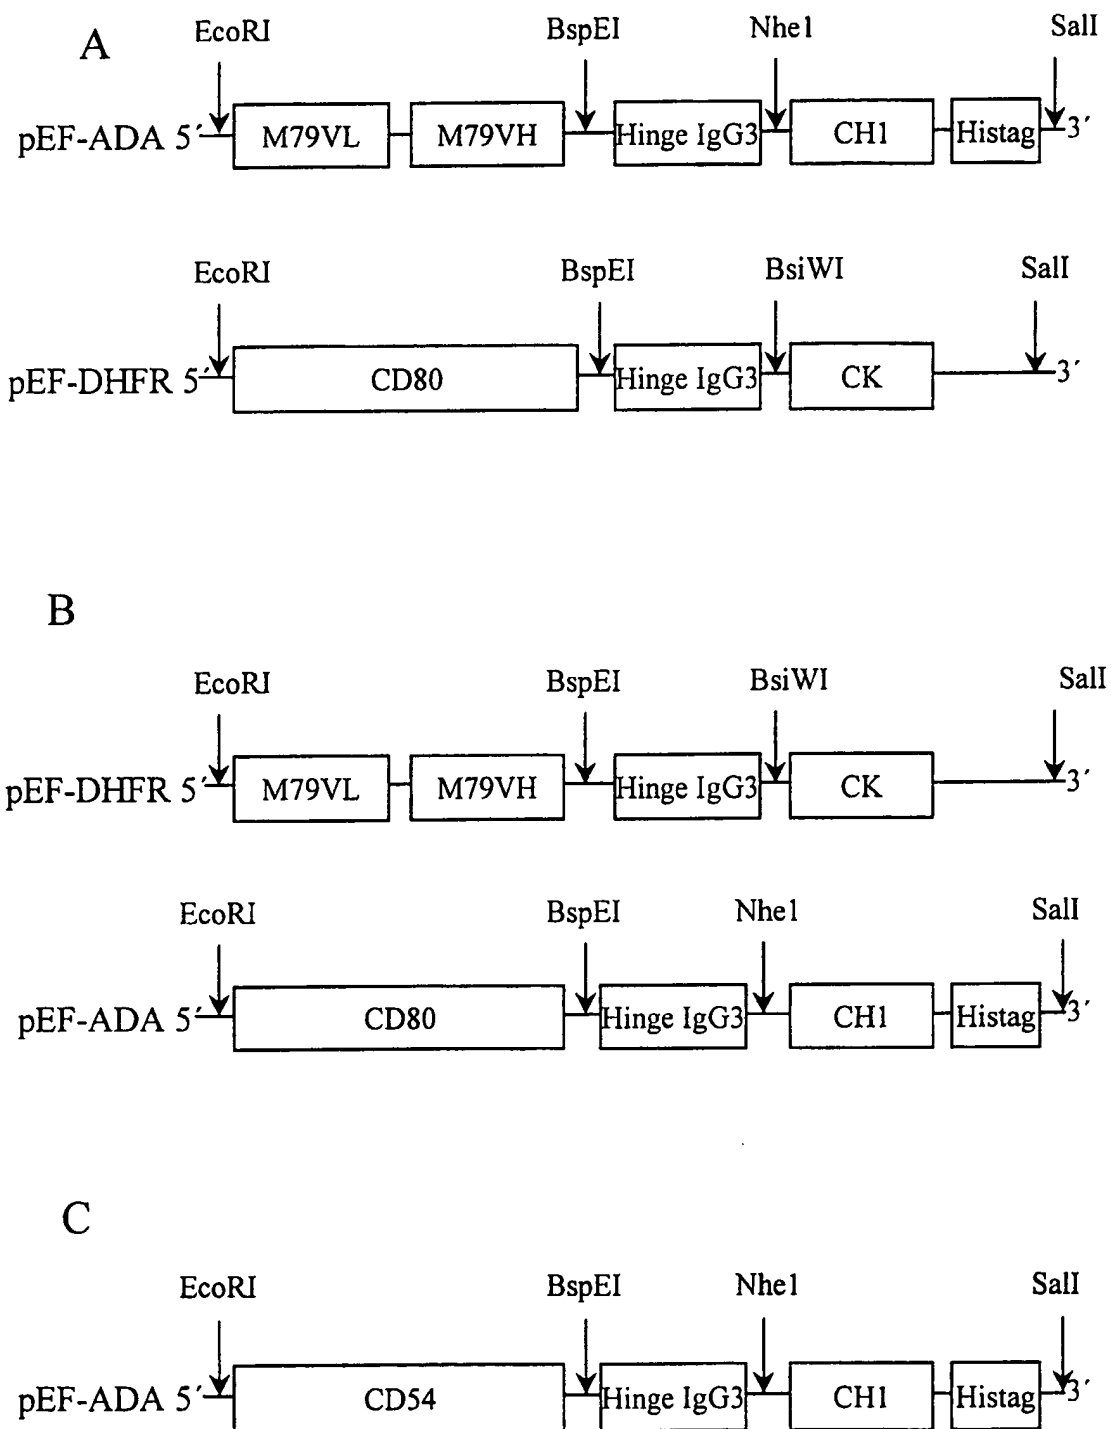 A
EcoRI BspEI Nhe1 SalI
pEF-ADA 5´ M79VL M79VH Hinge IgG3 CH1 Histag 3´
EcoRI BspEI BsiWI SalI
pEF-DHFR 5´ CD80 Hinge IgG3 CK 3´
B
EcoRI BspEI BsiWI SalI
pEF-DHFR 5´ M79VL M79VH Hinge IgG3 CK 3´
EcoRI BspEI Nhe1 SalI
pEF-ADA 5´ CD80 Hinge IgG3 CH1 Histag 3´
C
EcoRI BspEI Nhe1 SalI
pEF-ADA 5´ CD54 Hinge IgG3 CH1 Histag 3´